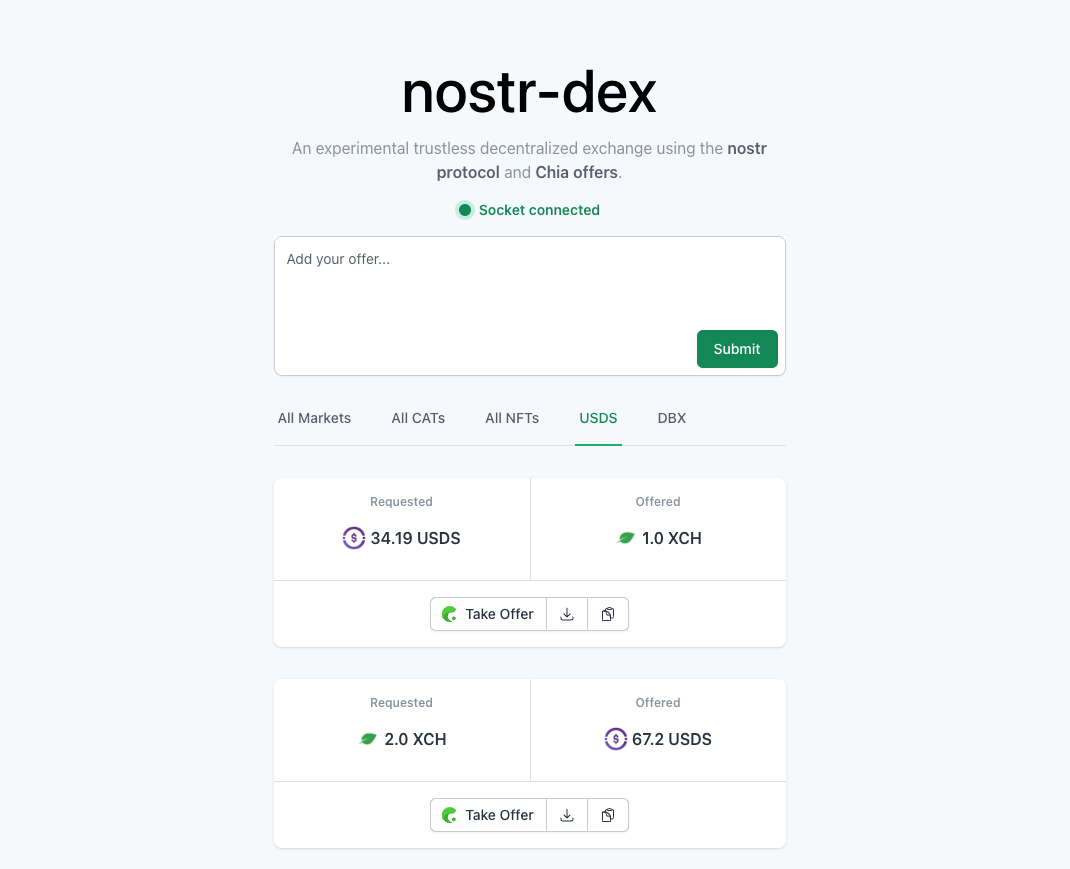 nostr-dex
An experimental trustless decentralized exchange using the nostr
protocol and Chia offers.
Socket connected
Add your offer...
Submit
All Markets All CATs All NFTs USDS DBX
Requested Offered
$ 34.19 USDS 1.0 XCH
Take Offer
Requested Offered
2.0 XCH $ 67.2 USDS
Take Offer